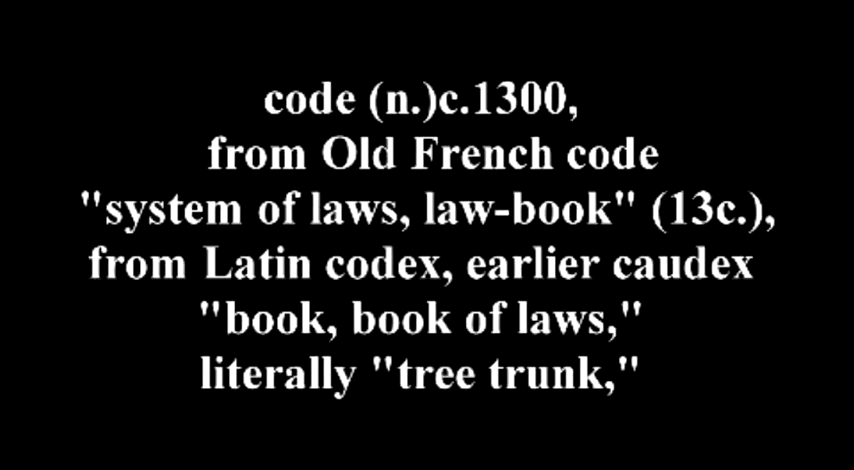 code (n.)c.1300,
from Old French code
"system of laws, law-book" (13c.),
from Latin codex, earlier caudex
"book, book of laws,"
literally "tree trunk,"